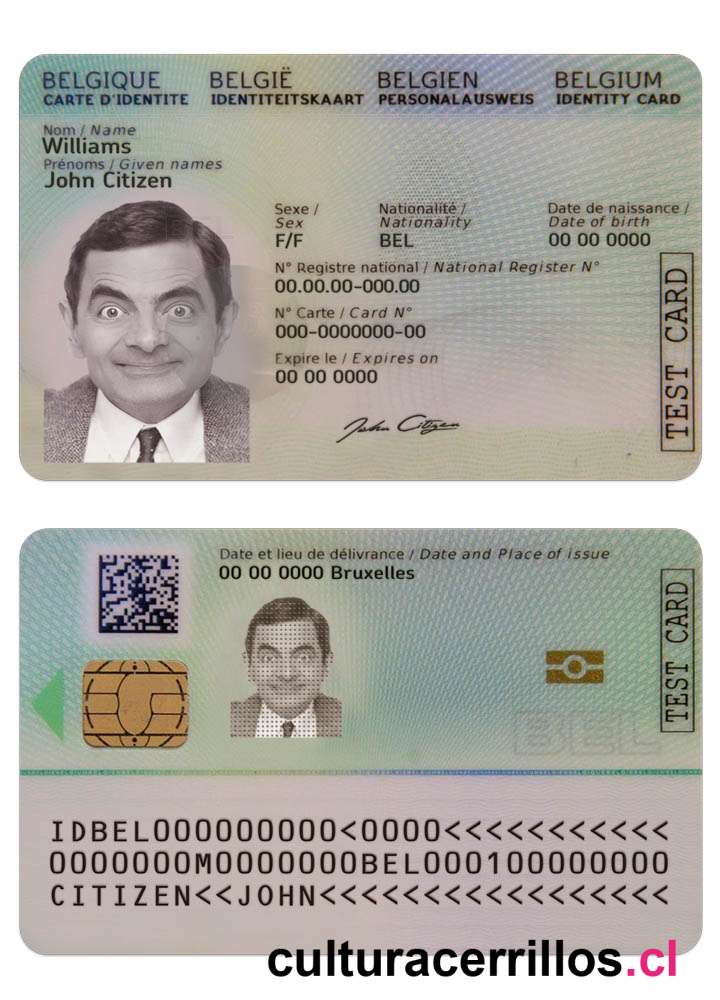 BELGIQUE BELGIË BELGIEN BELGIUM
CARTE D'IDENTITE IDENTITEITSKAART PERSONALAUSWEIS IDENTITY CARD
Nom / Name
Williams
Prénoms / Given names
John Citizen
Sexe / Nationalité / Date de naissance /
Sex Nationality Date of birth
F/F BEL 00 00 0000
N° Registre national / National Register N°
00.00.00-000.00
N° Carte / Card N°
000-0000000-00
Expire le / Expires on
00 00 0000
John Citzen
TEST CARD
Date et lieu de délivrance / Date and Place of issue
00 00 0000 Bruxelles
TEST CARD
BEL
IDBEL000000000<0000<<<<<<<<<<<
0000000M0000000BEL000100000000
CITIZEN<<JOHN<<<<<<<<<<<<<<<<<
culturacerrillos.cl